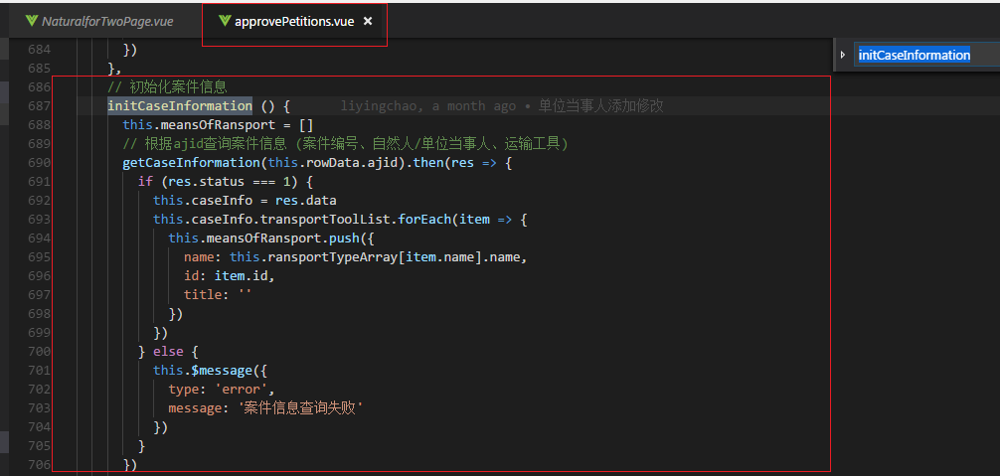 NaturalforTwoPage.vue
approvePetitions.vue
initCaseInformation
684 })
685 },
686 // 初始化案件信息
687 initCaseInformation () { liyingchao, a month ago • 单位当事人添加修改
688 this.meansOfRansport = []
689 // 根据ajid查询案件信息 (案件编号、自然人/单位当事人、运输工具)
690 getCaseInformation(this.rowData.ajid).then(res => {
691 if (res.status === 1) {
692 this.caseInfo = res.data
693 this.caseInfo.transportToolList.forEach(item => {
694 this.meansOfRansport.push({
695 name: this.ransportTypeArray[item.name].name,
696 id: item.id,
697 title: ''
698 })
699 })
700 } else {
701 this.$message({
702 type: 'error',
703 message: '案件信息查询失败'
704 })
705 }
706 })